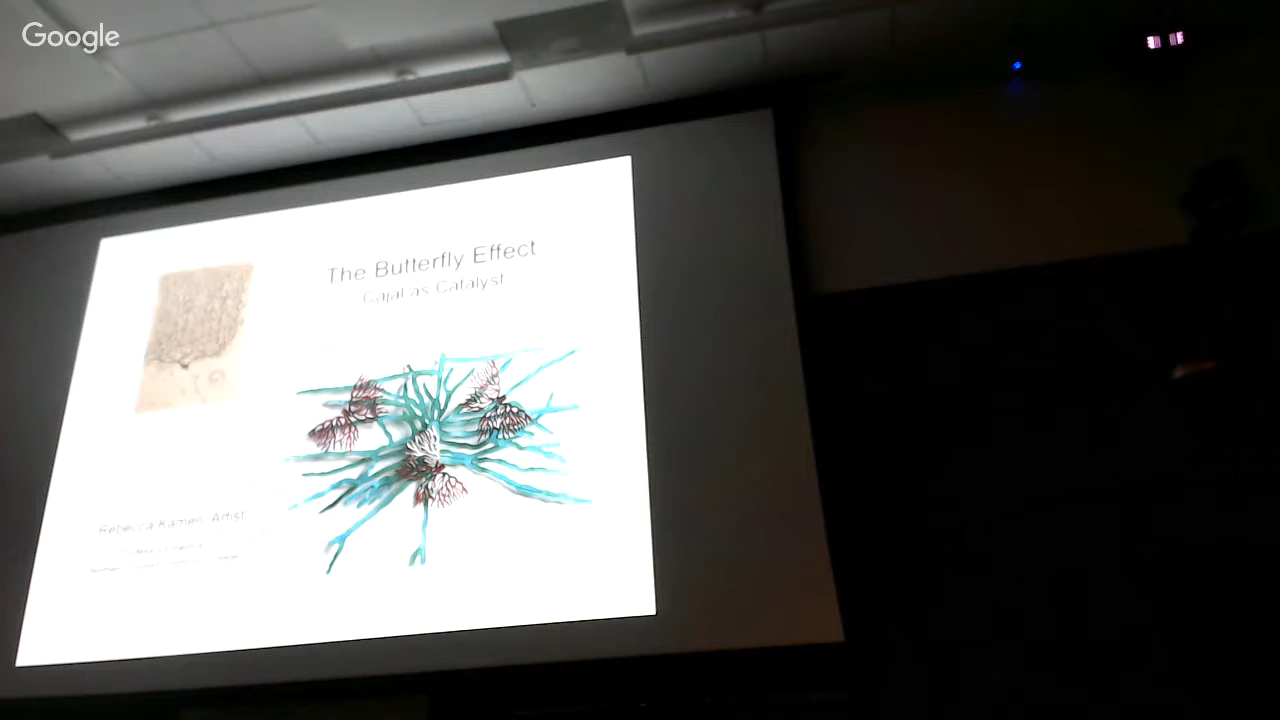 Google
The Butterfly Effect
Cajal as Catalyst
Rebecca Kamen, Artist